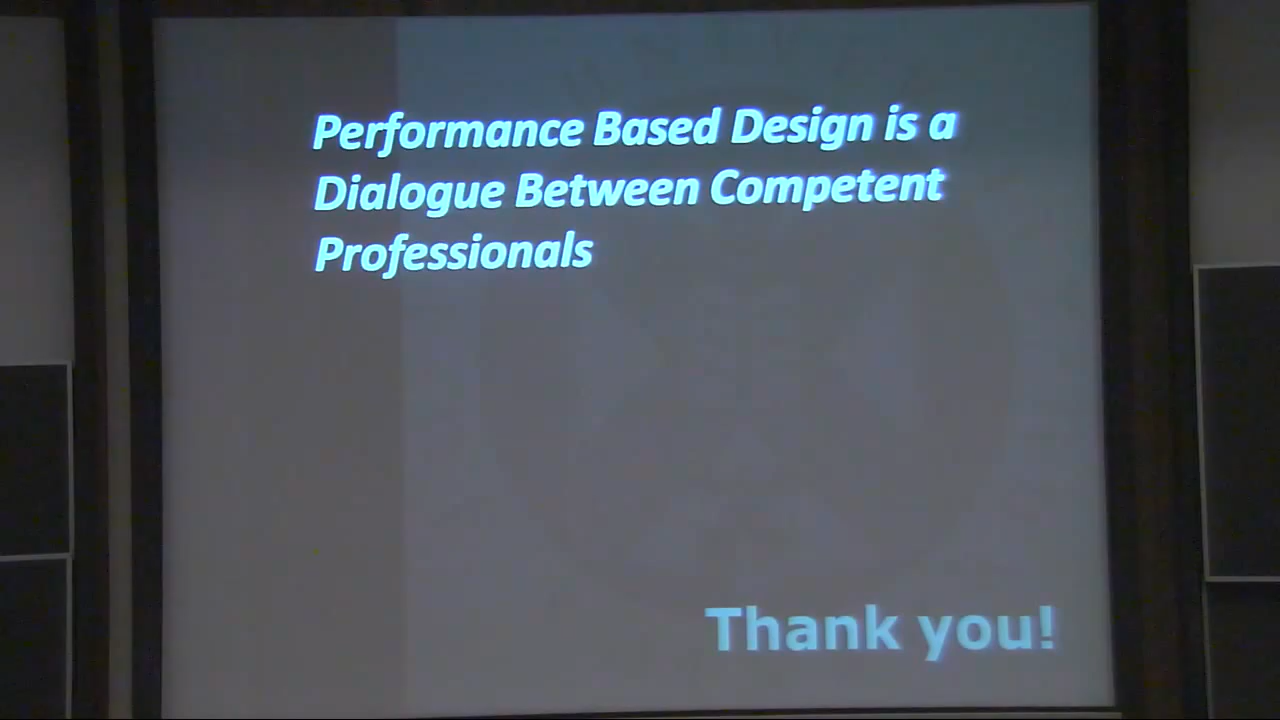 Performance Based Design is a
Dialogue Between Competent
Professionals
Thank you!